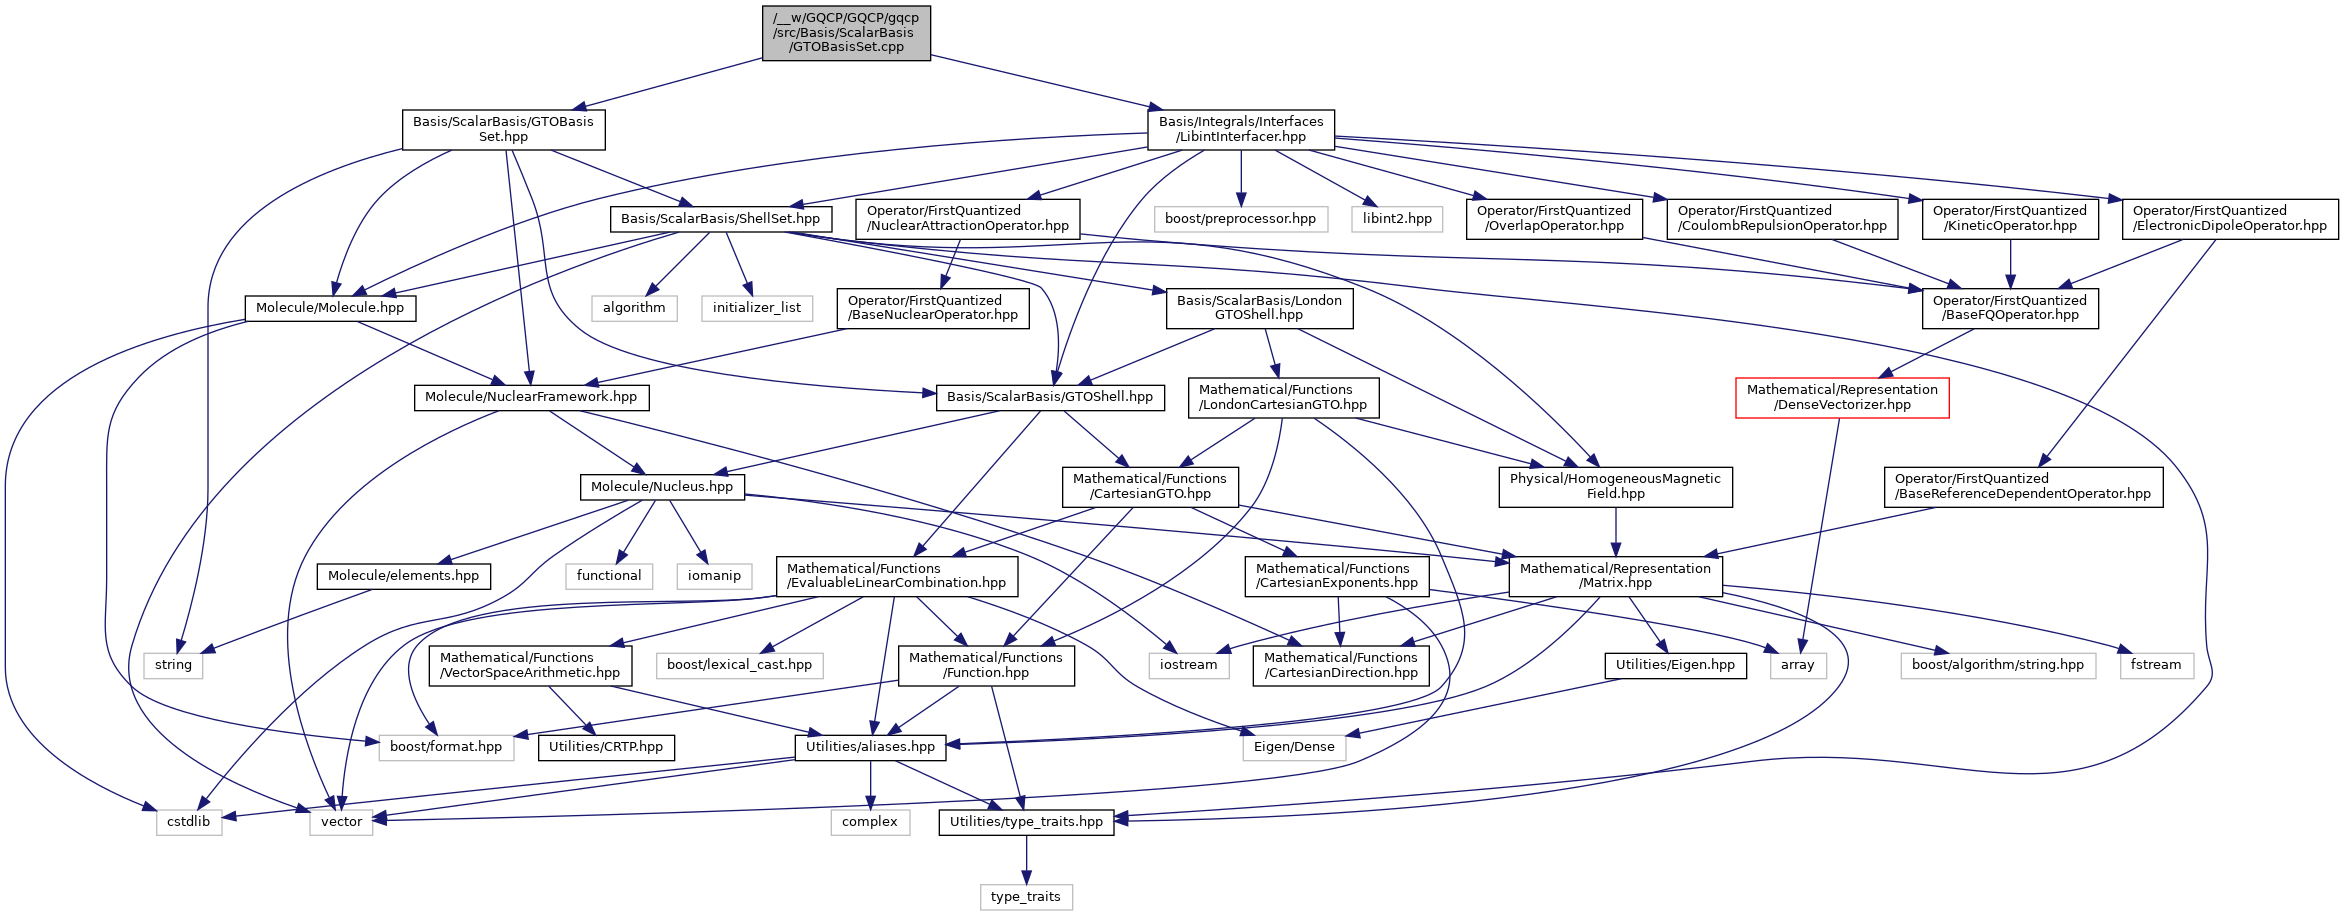 /__w/GQCP/GQCP/gqcp
/src/Basis/ScalarBasis
/GTOBasisSet.cpp
Basis/ScalarBasis/GTOBasis
Set.hpp
Basis/Integrals/Interfaces
/LibintInterfacer.hpp
Basis/ScalarBasis/ShellSet.hpp
Operator/FirstQuantized
/NuclearAttractionOperator.hpp
boost/preprocessor.hpp
libint2.hpp
Operator/FirstQuantized
/OverlapOperator.hpp
Operator/FirstQuantized
/CoulombRepulsionOperator.hpp
Operator/FirstQuantized
/KineticOperator.hpp
Operator/FirstQuantized
/ElectronicDipoleOperator.hpp
Molecule/Molecule.hpp
algorithm
initializer_list
Operator/FirstQuantized
/BaseNuclearOperator.hpp
Basis/ScalarBasis/London
GTOShell.hpp
Operator/FirstQuantized
/BaseFQOperator.hpp
Molecule/NuclearFramework.hpp
Basis/ScalarBasis/GTOShell.hpp
Mathematical/Functions
/LondonCartesianGTO.hpp
Mathematical/Representation
/DenseVectorizer.hpp
Molecule/Nucleus.hpp
Mathematical/Functions
/CartesianGTO.hpp
Physical/HomogeneousMagnetic
Field.hpp
Operator/FirstQuantized
/BaseReferenceDependentOperator.hpp
Molecule/elements.hpp
functional
iomanip
Mathematical/Functions
/EvaluableLinearCombination.hpp
Mathematical/Functions
/CartesianExponents.hpp
Mathematical/Representation
/Matrix.hpp
string
Mathematical/Functions
/VectorSpaceArithmetic.hpp
boost/lexical_cast.hpp
Mathematical/Functions
/Function.hpp
iostream
Mathematical/Functions
/CartesianDirection.hpp
Utilities/Eigen.hpp
array
boost/algorithm/string.hpp
fstream
boost/format.hpp
Utilities/CRTP.hpp
Utilities/aliases.hpp
Eigen/Dense
cstdlib
vector
complex
Utilities/type_traits.hpp
type_traits